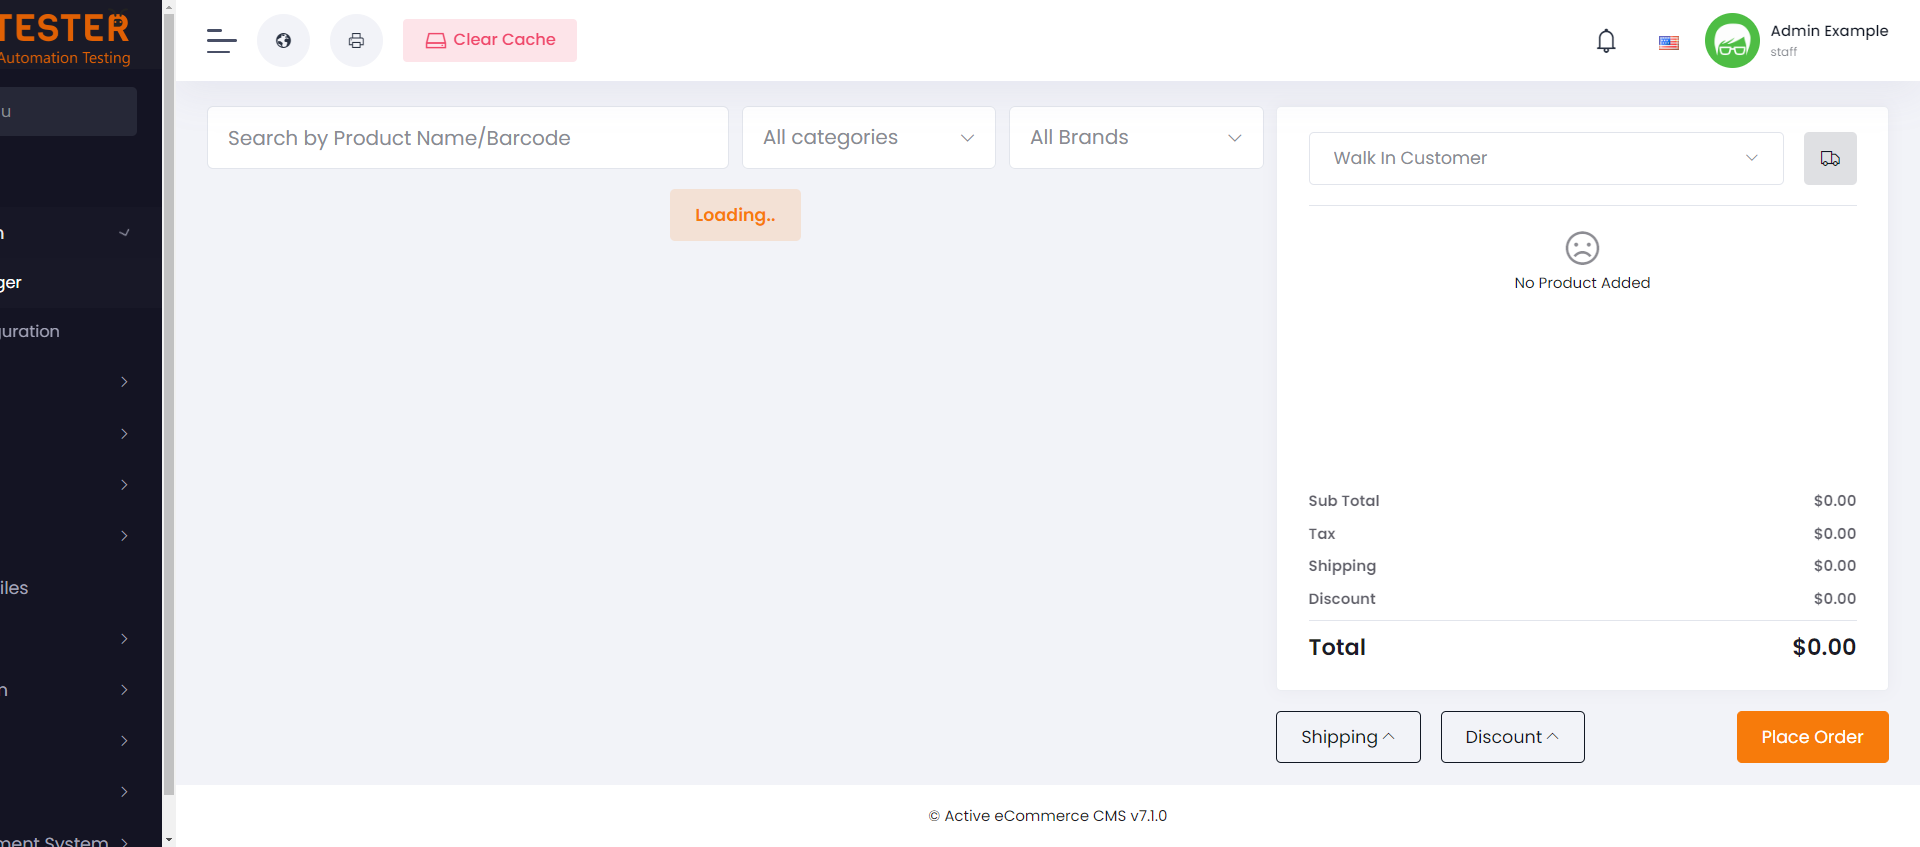 TESTER
Automation Testing
Clear Cache
Admin Example
staff
u
Search by Product Name/Barcode
All categories
All Brands
Walk In Customer
Loading..
n
ger
No Product Added
guration
Sub Total $0.00
Tax $0.00
Shipping $0.00
iles
Discount $0.00
Total $0.00
n
Shipping
Discount
Place Order
© Active eCommerce CMS v7.1.0
ment System